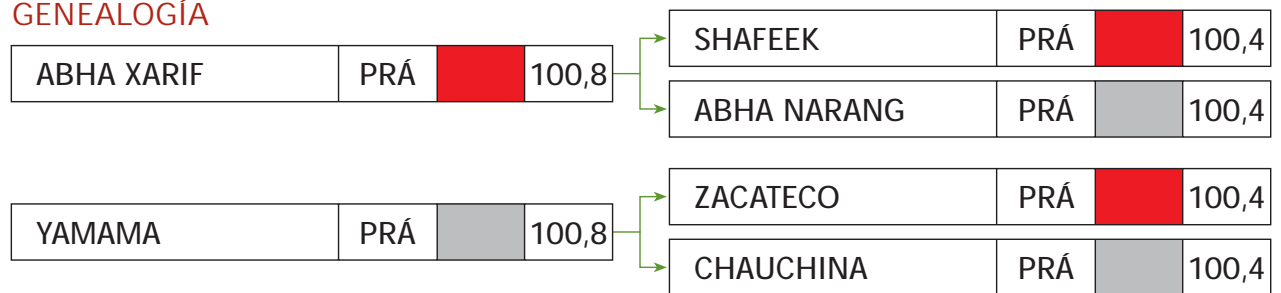 GENEALOGÍA
ABHA XARIF PRÁ 100,8
SHAFEEK PRÁ 100,4
ABHA NARANG PRÁ 100,4
YAMAMA PRÁ 100,8
ZACATECO PRÁ 100,4
CHAUCHINA PRÁ 100,4